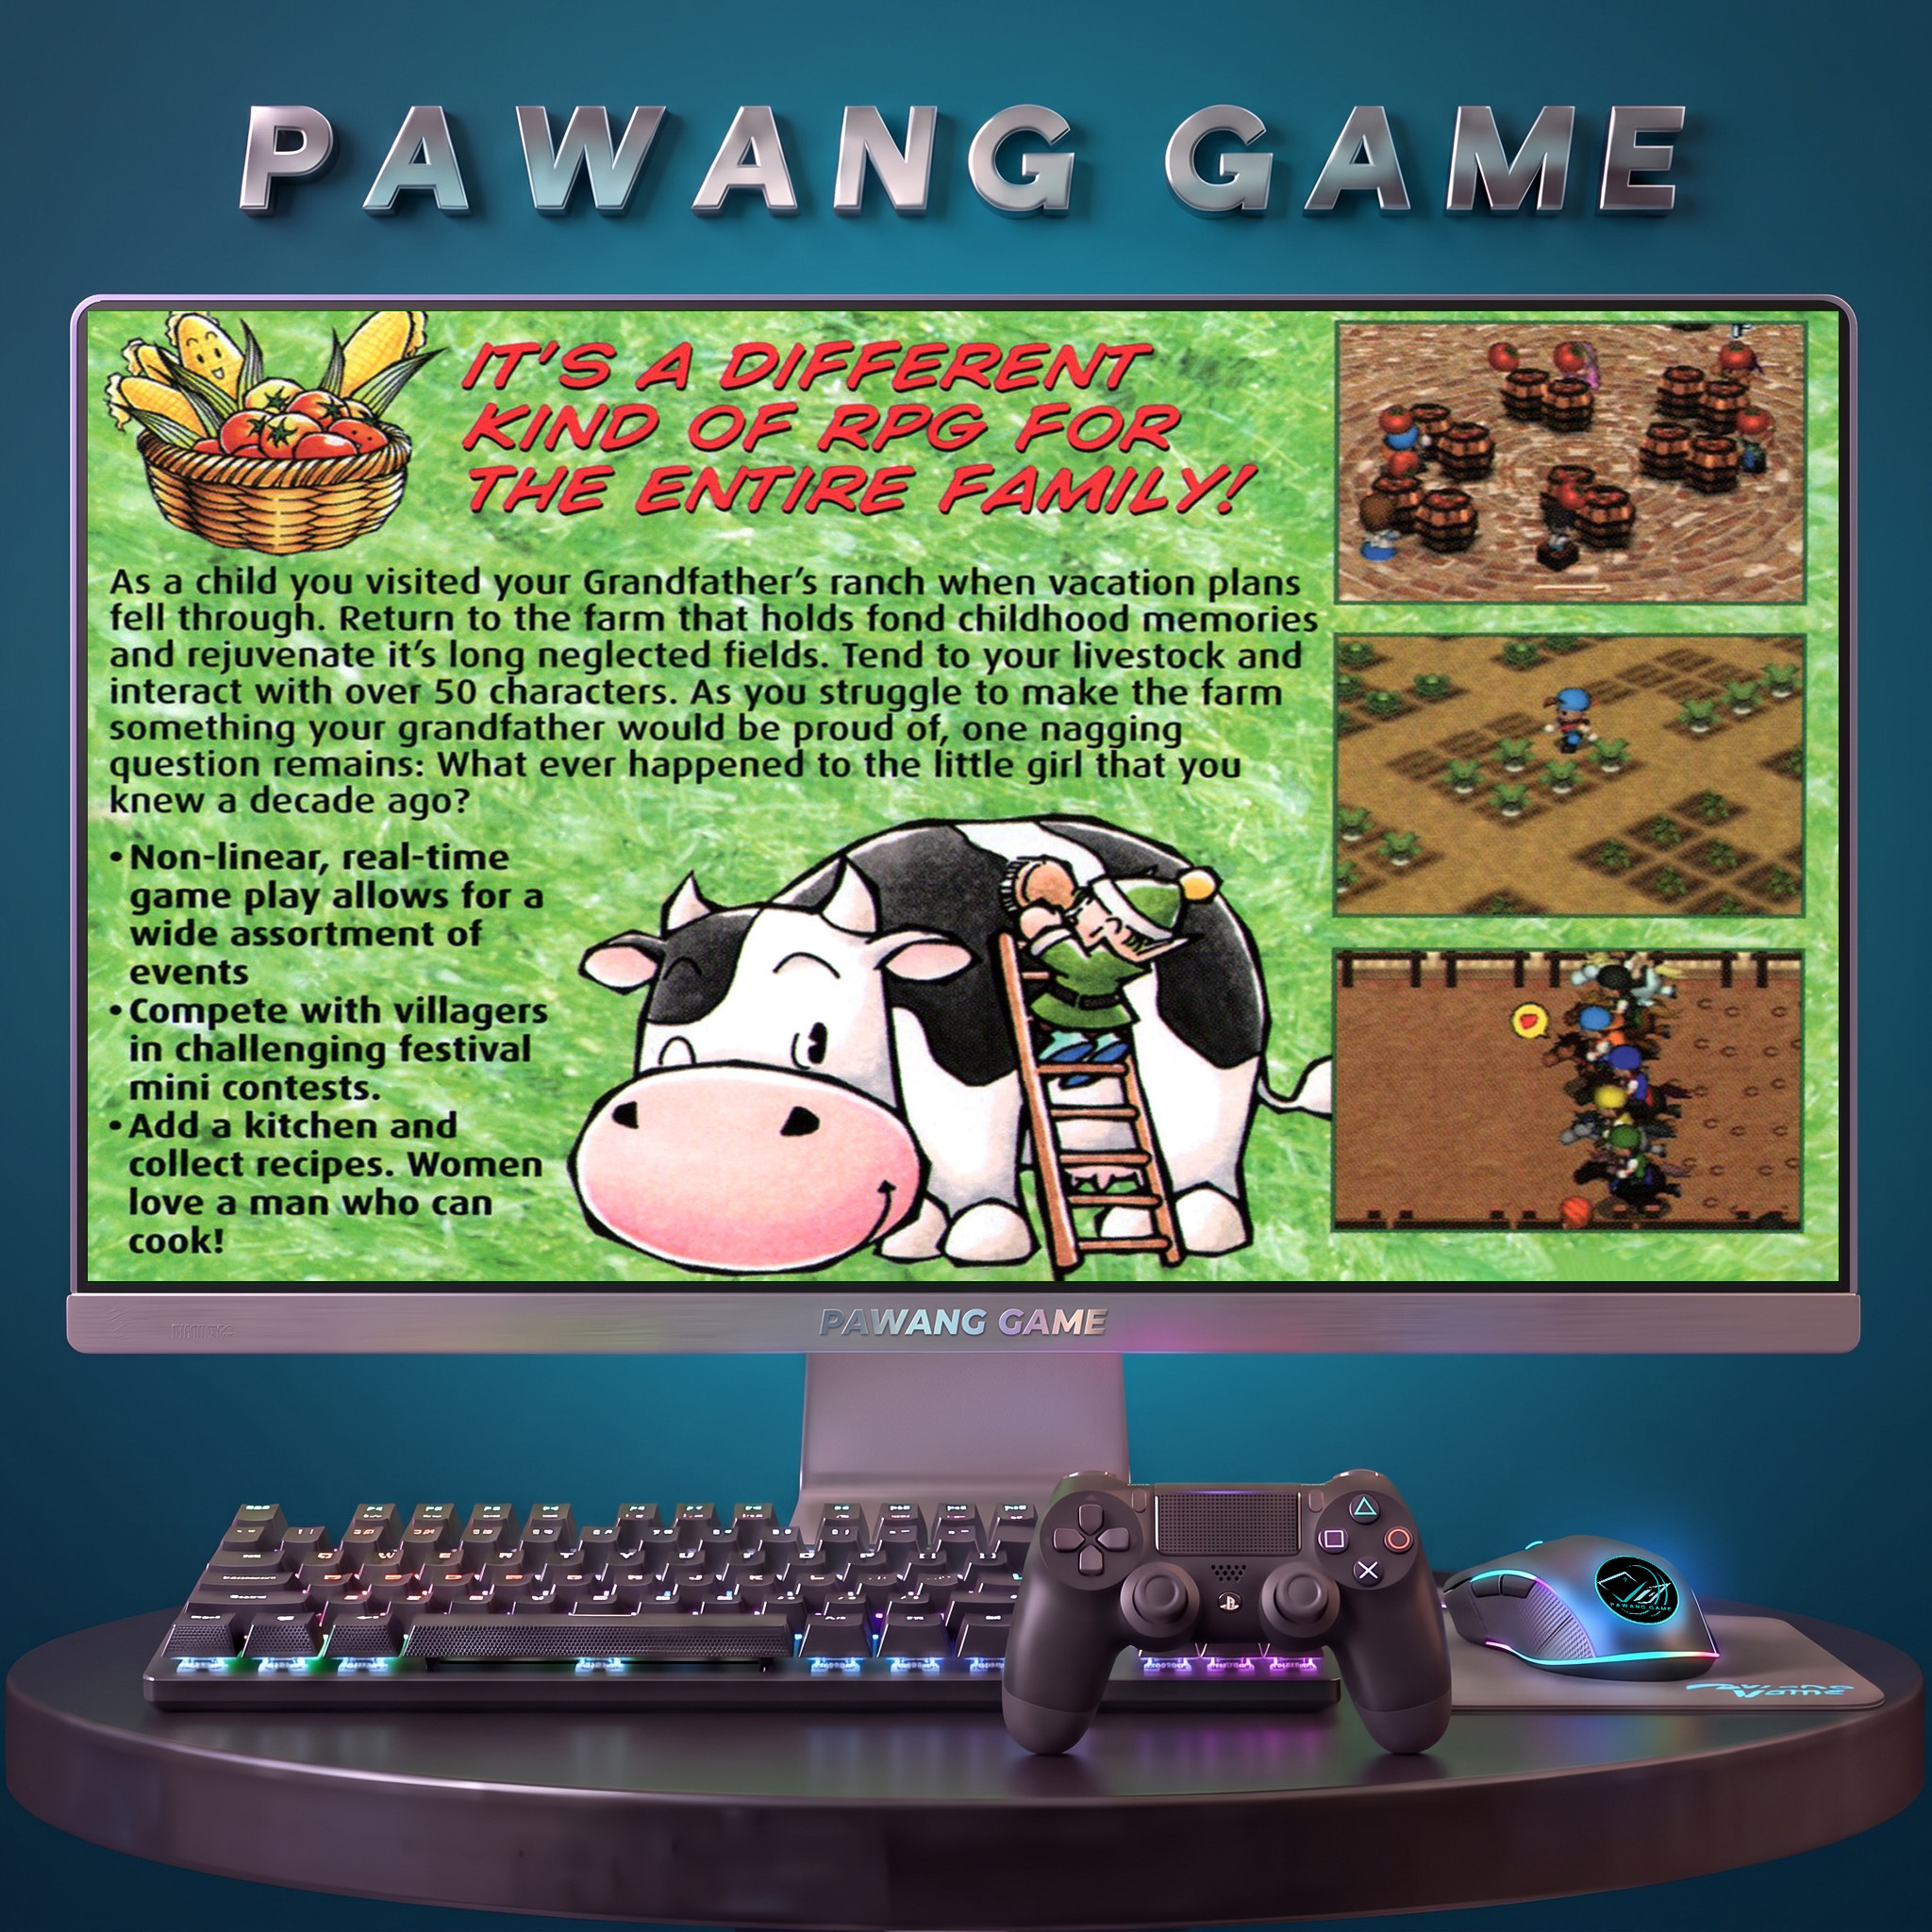 PAWANG GAME
IT'S A DIFFERENT
KIND OF RPG FOR
THE ENTIRE FAMILY!
As a child you visited your Grandfather's ranch when vacation plans
fell through. Return to the farm that holds fond childhood memories
and rejuvenate it's long neglected fields. Tend to your livestock and
interact with over 50 characters. As you struggle to make the farm
something your grandfather would be proud of, one nagging
question remains: What ever happened to the little girl that you
knew a decade ago?
•Non-linear, real-time
game play allows for a
wide assortment of
events
•Compete with villagers
in challenging festival
mini contests.
•Add a kitchen and
collect recipes. Women
love a man who can
cook!
PAWANG GAME
PAWANG GAME